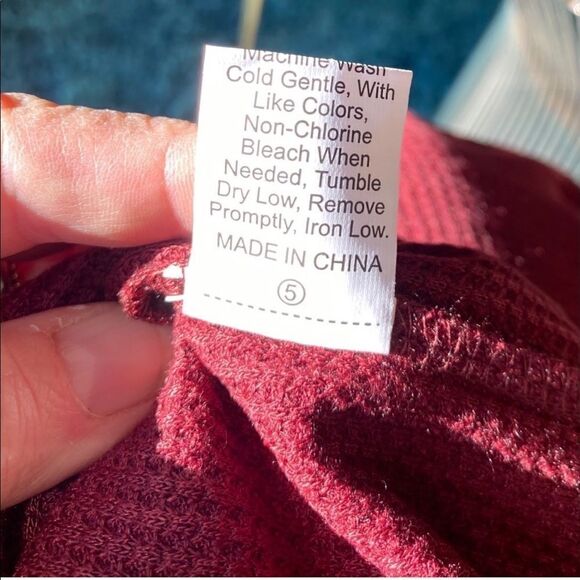 Machine Wash
Cold Gentle, With
Like Colors,
Non-Chlorine
Bleach When
Needed, Tumble
Dry Low, Remove
Promptly, Iron Low.
MADE IN CHINA
5